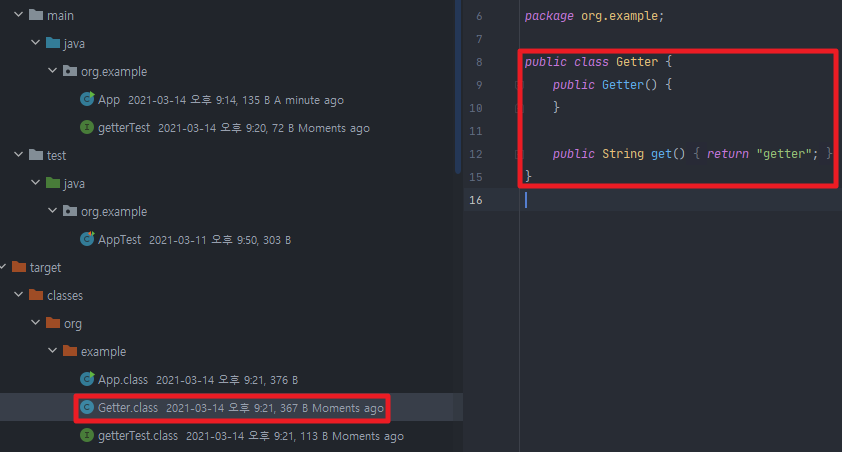 main
java
org.example
App 2021-03-14 오후 9:14, 135 B A minute ago
getterTest 2021-03-14 오후 9:20, 72 B Moments ago
test
java
org.example
AppTest 2021-03-11 오후 9:50, 303 B
target
classes
org
example
App.class 2021-03-14 오후 9:21, 376 B
Getter.class 2021-03-14 오후 9:21, 367 B Moments ago
getterTest.class 2021-03-14 오후 9:21, 113 B Moments ago
6 package org.example;
7
8 public class Getter {
9 public Getter() {
10 }
11
12 public String get() { return "getter"; }
15 }
16